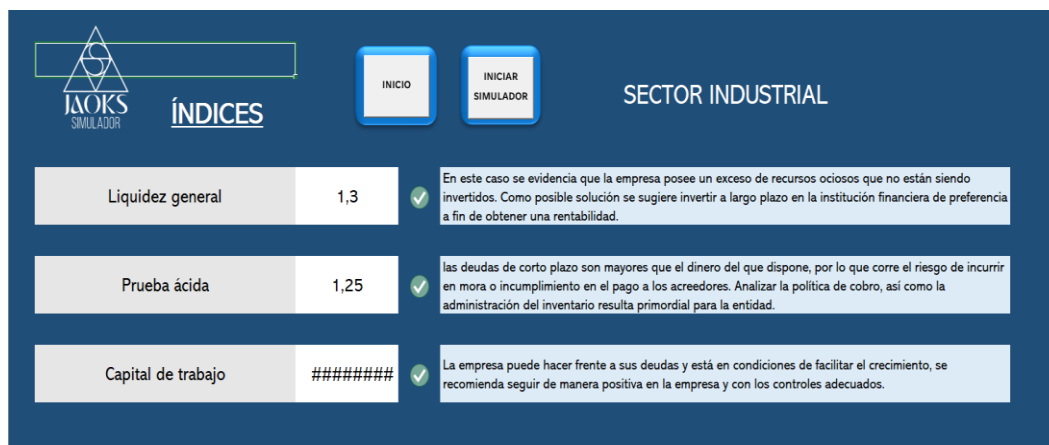 JAOKS
SIMULADOR
ÍNDICES
INICIO
INICIAR
SIMULADOR
SECTOR INDUSTRIAL
Liquidez general
1,3
En este caso se evidencia que la empresa posee un exceso de recursos ociosos que no están siendo
invertidos. Como posible solución se sugiere invertir a largo plazo en la institución financiera de preferencia
a fin de obtener una rentabilidad.
Prueba ácida
1,25
las deudas de corto plazo son mayores que el dinero del que dispone, por lo que corre el riesgo de incurrir
en mora o incumplimiento en el pago a los acreedores. Analizar la política de cobro, así como la
administración del inventario resulta primordial para la entidad.
Capital de trabajo
########
La empresa puede hacer frente a sus deudas y está en condiciones de facilitar el crecimiento, se
recomienda seguir de manera positiva en la empresa y con los controles adecuados.